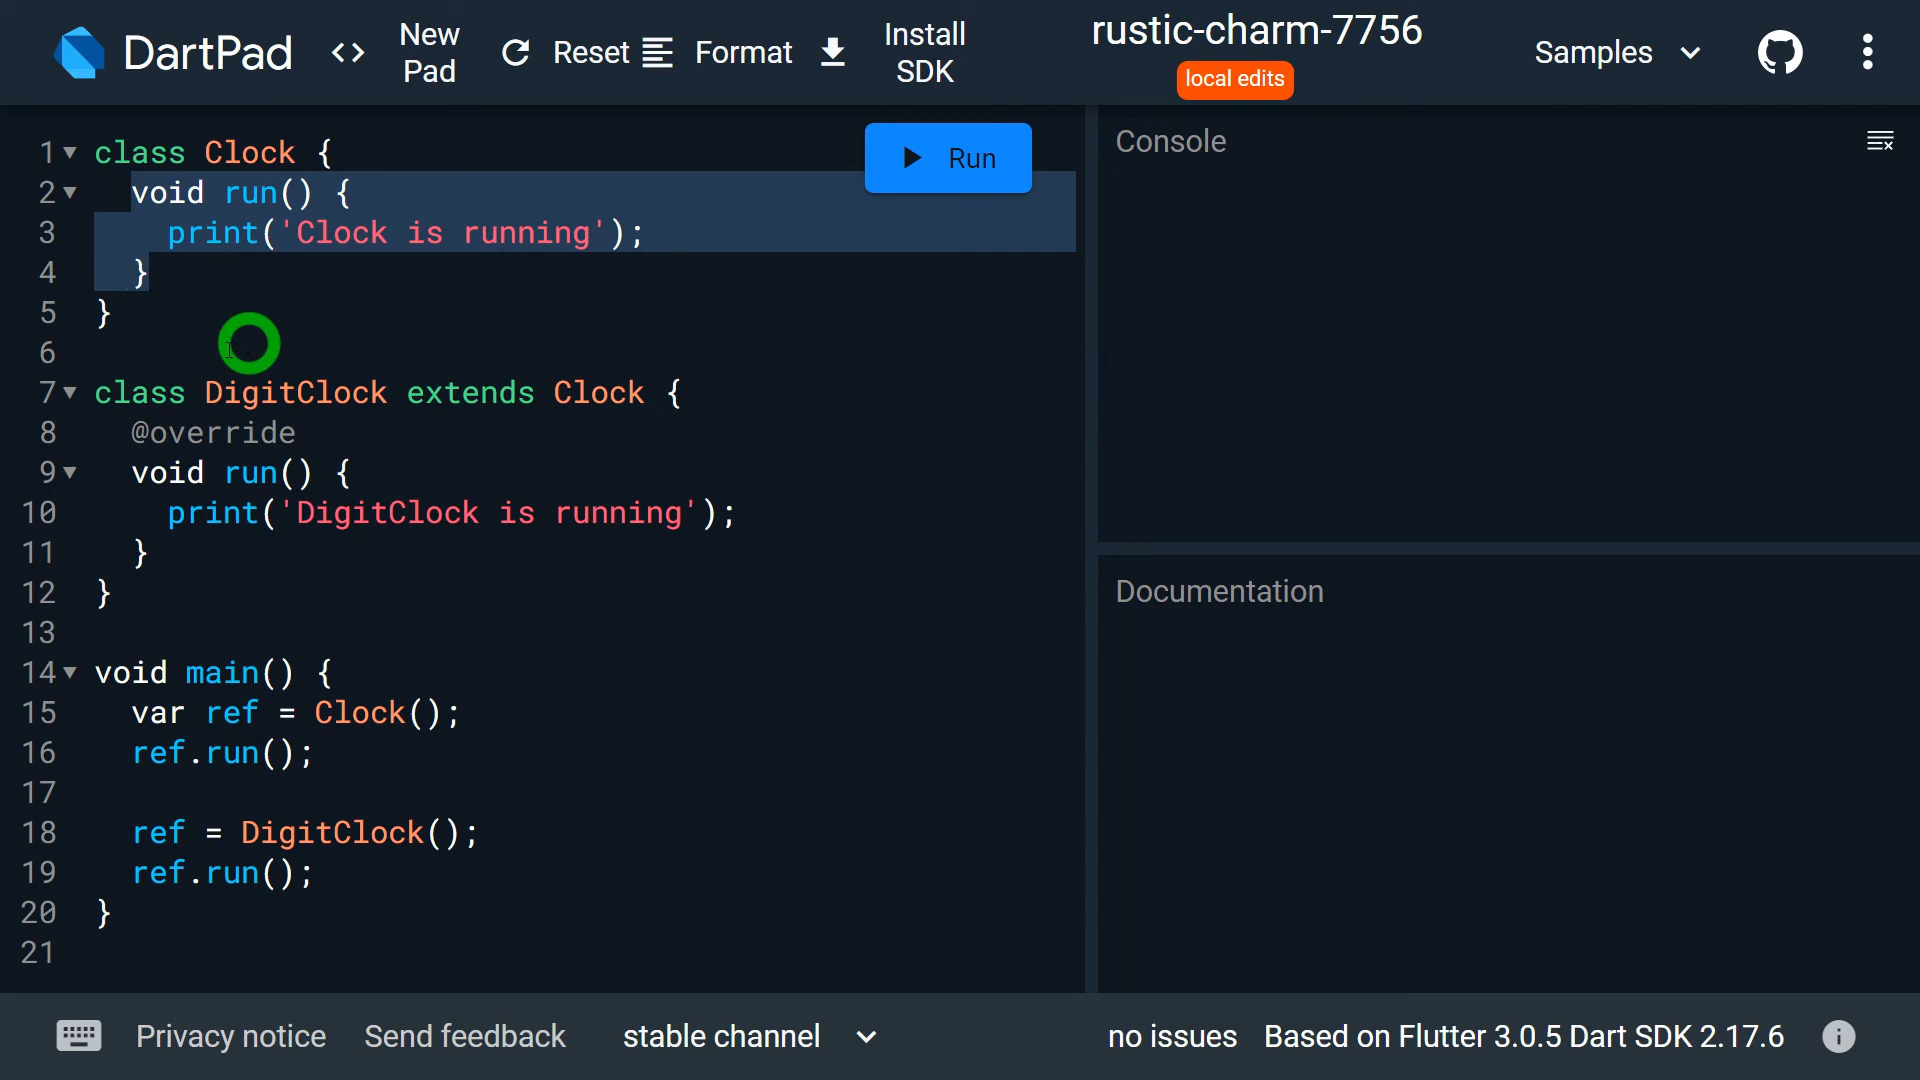 DartPad <> New Pad Reset Format Install SDK rustic-charm-7756 Samples
local edits
Run
1 class Clock {
2   void run() {
3     print('Clock is running');
4   }
5 }
6
7 class DigitClock extends Clock {
8   @override
9   void run() {
10     print('DigitClock is running');
11   }
12 }
13
14 void main() {
15   var ref = Clock();
16   ref.run();
17
18   ref = DigitClock();
19   ref.run();
20 }
21
Console
Documentation
Privacy notice Send feedback stable channel no issues Based on Flutter 3.0.5 Dart SDK 2.17.6